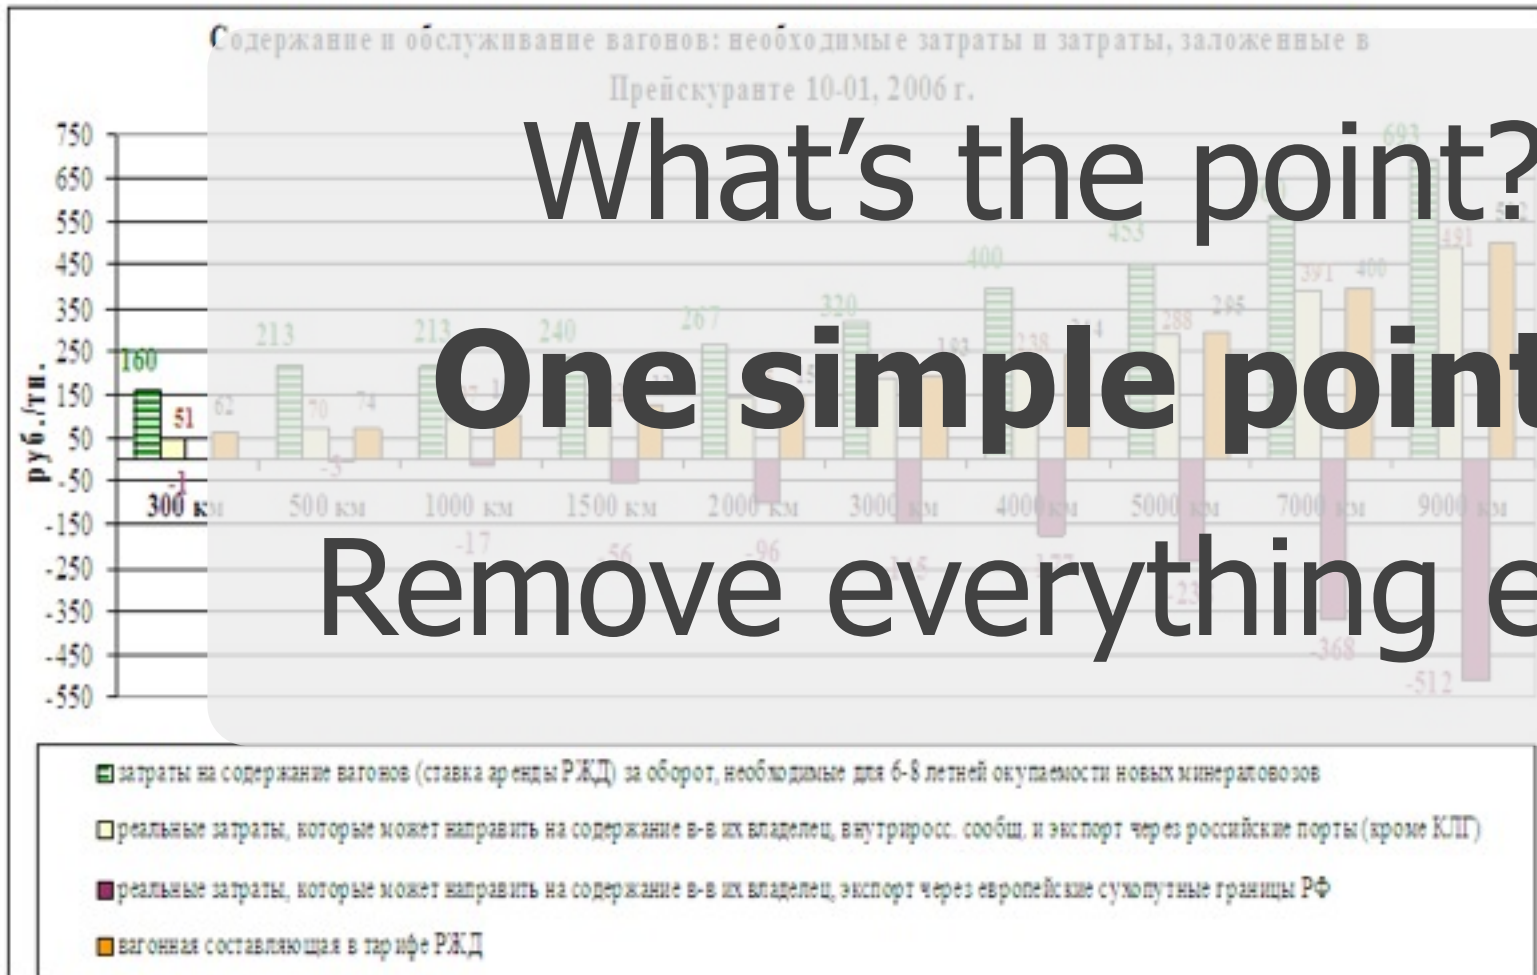 Содержание и обслуживание вагонов: необходимые затраты и затраты, заложенные в
Прейскуранте 10-01, 2006 г.
What’s the point?
One simple point
Remove everything e
руб./тн.
750
650
550
450
350
250
150
50
-50
-150
-250
-350
-450
-550
160 51 -1 62
213 70 -3 74
213 -17
240 -56
267 -96
320 193
400 238
453 288 295
391 400 -368
693 491 -512
300 км 500 км 1000 км 1500 км 2000 км 3000 км 4000 км 5000 км 7000 км 9000 км
затраты на содержание вагонов (ставка аренды РЖД) за оборот, необходимые для 6-8 летней окупаемости новых минераловозов
реальные затраты, которые может направить на содержание в-в их владелец, внутриросс. сообщ, и экспорт через российские порты (кроме КЛГ)
реальные затраты, которые может направить на содержание в-в их владелец, экспорт через европейские сухопутные границы РФ
вагонная составляющая в тарифе РЖД